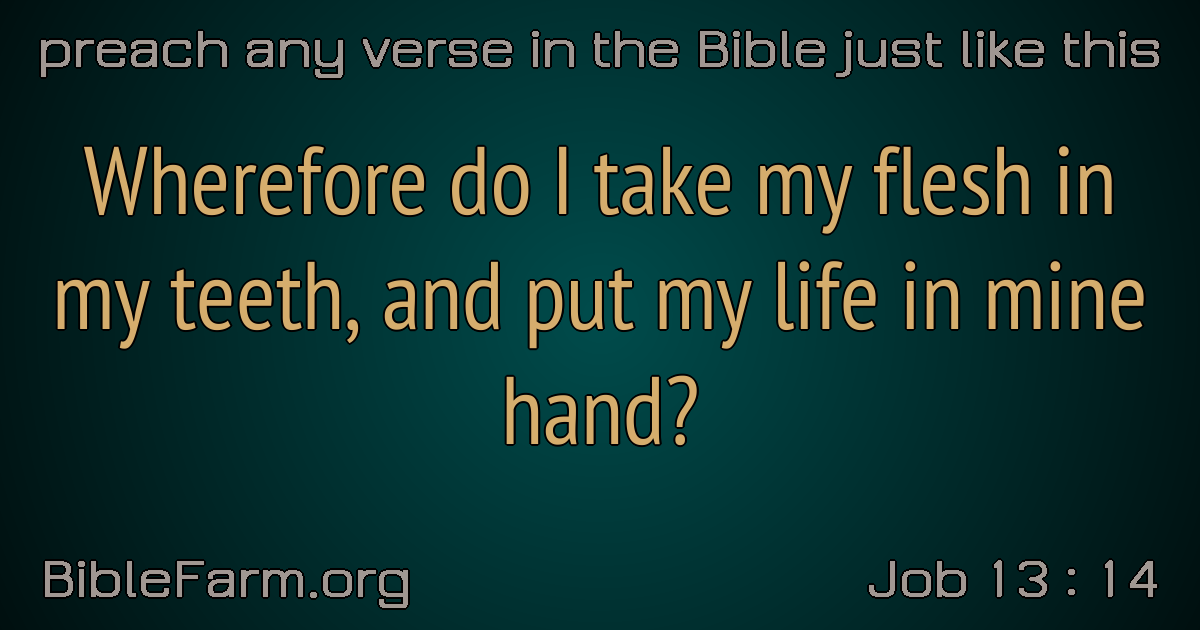 preach any verse in the Bible just like this
Wherefore do I take my flesh in
my teeth, and put my life in mine
hand?
BibleFarm.org
Job 13 : 14